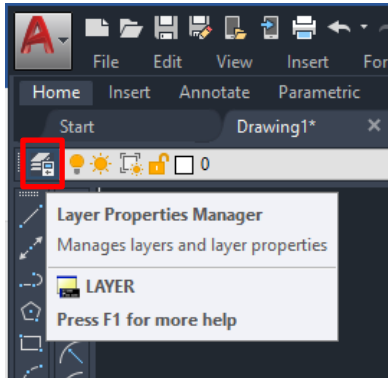 A
File Edit View Insert For
Home Insert Annotate Parametric
Start Drawing1*
0
Layer Properties Manager
Manages layers and layer properties
LAYER
Press F1 for more help